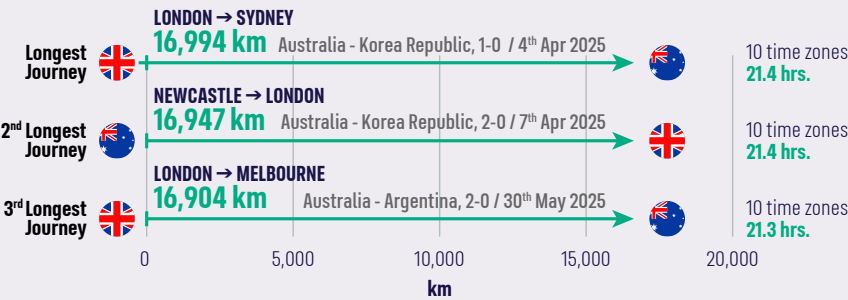 LONDON → SYDNEY
Longest Journey
16,994 km Australia - Korea Republic, 1-0 / 4th Apr 2025
10 time zones
21.4 hrs.
NEWCASTLE → LONDON
2nd Longest Journey
16,947 km Australia - Korea Republic, 2-0 / 7th Apr 2025
10 time zones
21.4 hrs.
LONDON → MELBOURNE
3rd Longest Journey
16,904 km Australia - Argentina, 2-0 / 30th May 2025
10 time zones
21.3 hrs.
0 5,000 10,000 15,000 20,000
km